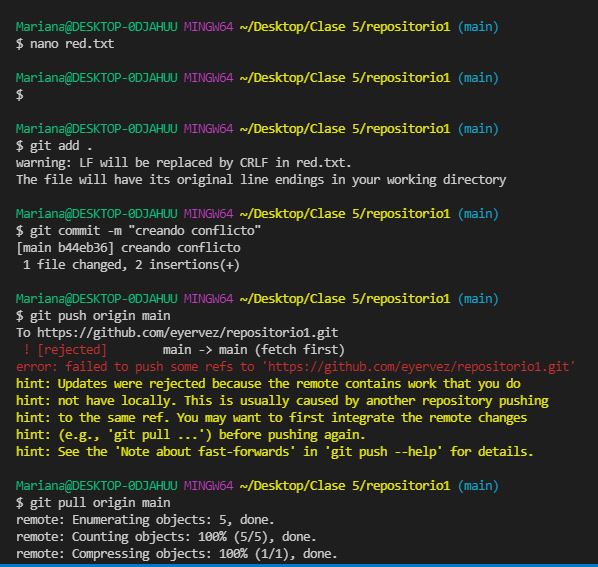 Mariana@DESKTOP-0DJAHUU MINGW64 ~/Desktop/Clase 5/repositorio1 (main)
$ nano red.txt
Mariana@DESKTOP-0DJAHUU MINGW64 ~/Desktop/Clase 5/repositorio1 (main)
$
Mariana@DESKTOP-0DJAHUU MINGW64 ~/Desktop/Clase 5/repositorio1 (main)
$ git add .
warning: LF will be replaced by CRLF in red.txt.
The file will have its original line endings in your working directory
Mariana@DESKTOP-0DJAHUU MINGW64 ~/Desktop/Clase 5/repositorio1 (main)
$ git commit -m "creando conflicto"
[main b44eb36] creando conflicto
 1 file changed, 2 insertions(+)
Mariana@DESKTOP-0DJAHUU MINGW64 ~/Desktop/Clase 5/repositorio1 (main)
$ git push origin main
To https://github.com/eyervez/repositorio1.git
 ! [rejected]        main -> main (fetch first)
error: failed to push some refs to 'https://github.com/eyervez/repositorio1.git'
hint: Updates were rejected because the remote contains work that you do
hint: not have locally. This is usually caused by another repository pushing
hint: to the same ref. You may want to first integrate the remote changes
hint: (e.g., 'git pull ...') before pushing again.
hint: See the 'Note about fast-forwards' in 'git push --help' for details.
Mariana@DESKTOP-0DJAHUU MINGW64 ~/Desktop/Clase 5/repositorio1 (main)
$ git pull origin main
remote: Enumerating objects: 5, done.
remote: Counting objects: 100% (5/5), done.
remote: Compressing objects: 100% (1/1), done.